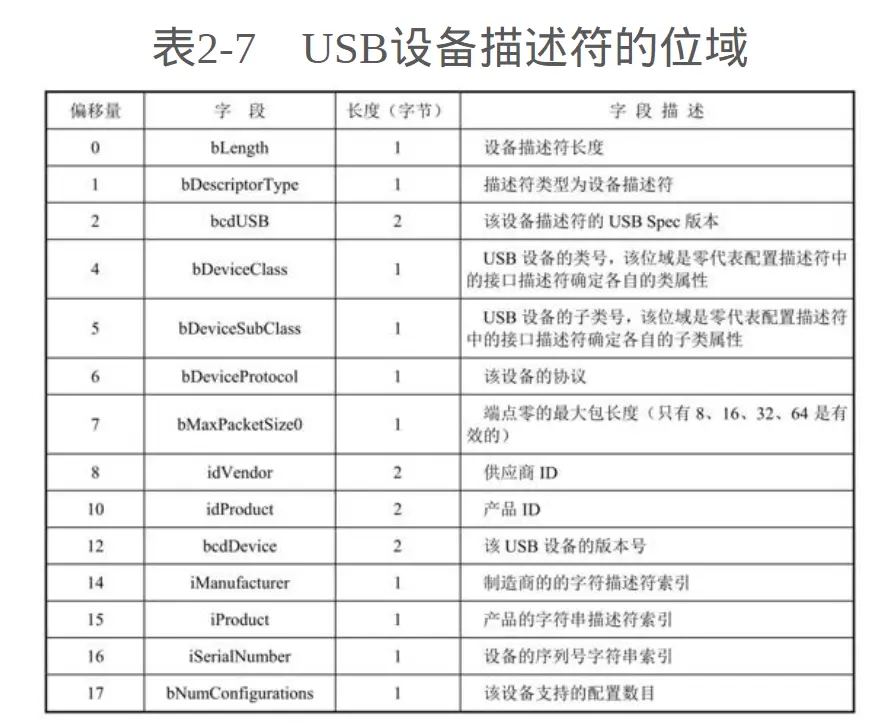 表2-7 USB设备描述符的位域
偏移量 字 段 长度（字节） 字 段 描 述
0 bLength 1 设备描述符长度
1 bDescriptorType 1 描述符类型为设备描述符
2 bcdUSB 2 该设备描述符的 USB Spec 版本
4 bDeviceClass 1 USB 设备的类号，该位域是零代表配置描述符中
的接口描述符确定各自的类属性
5 bDeviceSubClass 1 USB 设备的子类号，该位域是零代表配置描述符
中的接口描述符确定各自的子类属性
6 bDeviceProtocol 1 该设备的协议
7 bMaxPacketSize0 1 端点零的最大包长度（只有 8、16、32、64 是有
效的）
8 idVendor 2 供应商 ID
10 idProduct 2 产品 ID
12 bcdDevice 2 该 USB 设备的版本号
14 iManufacturer 1 制造商的的字符描述符索引
15 iProduct 1 产品的字符串描述符索引
16 iSerialNumber 1 设备的序列号字符串索引
17 bNumConfigurations 1 该设备支持的配置数目